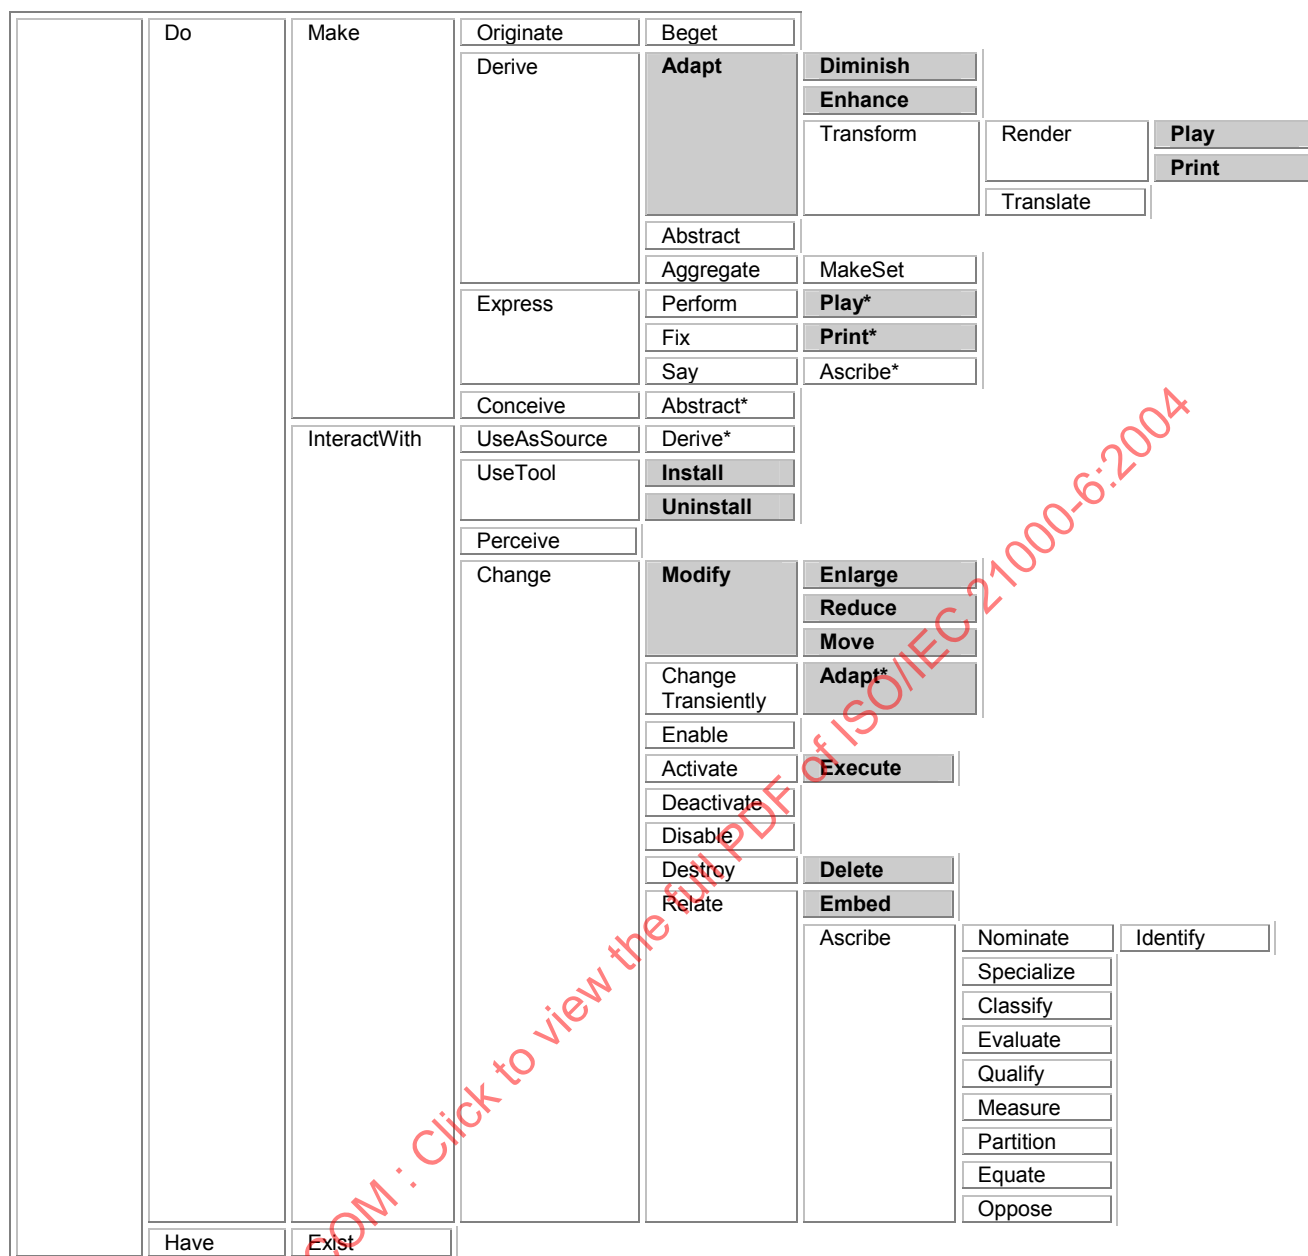 Do Make Originate Beget
Derive Adapt Diminish
Enhance
Transform Render Play
Print
Translate
Abstract
Aggregate MakeSet
Express Perform Play*
Fix Print*
Say Ascribe*
Conceive Abstract*
InteractWith UseAsSource Derive*
UseTool Install
Uninstall
Perceive
Change Modify Enlarge
Reduce
Move
Change Adapt*
Transiently
Enable
Activate Execute
Deactivate
Disable
Destroy Delete
Relate Embed
Ascribe Nominate Identify
Specialize
Classify
Evaluate
Qualify
Measure
Partition
Equate
Oppose
Have Exist
COM : Click to view the full PDF of ISO/IEC 21000-6:2004